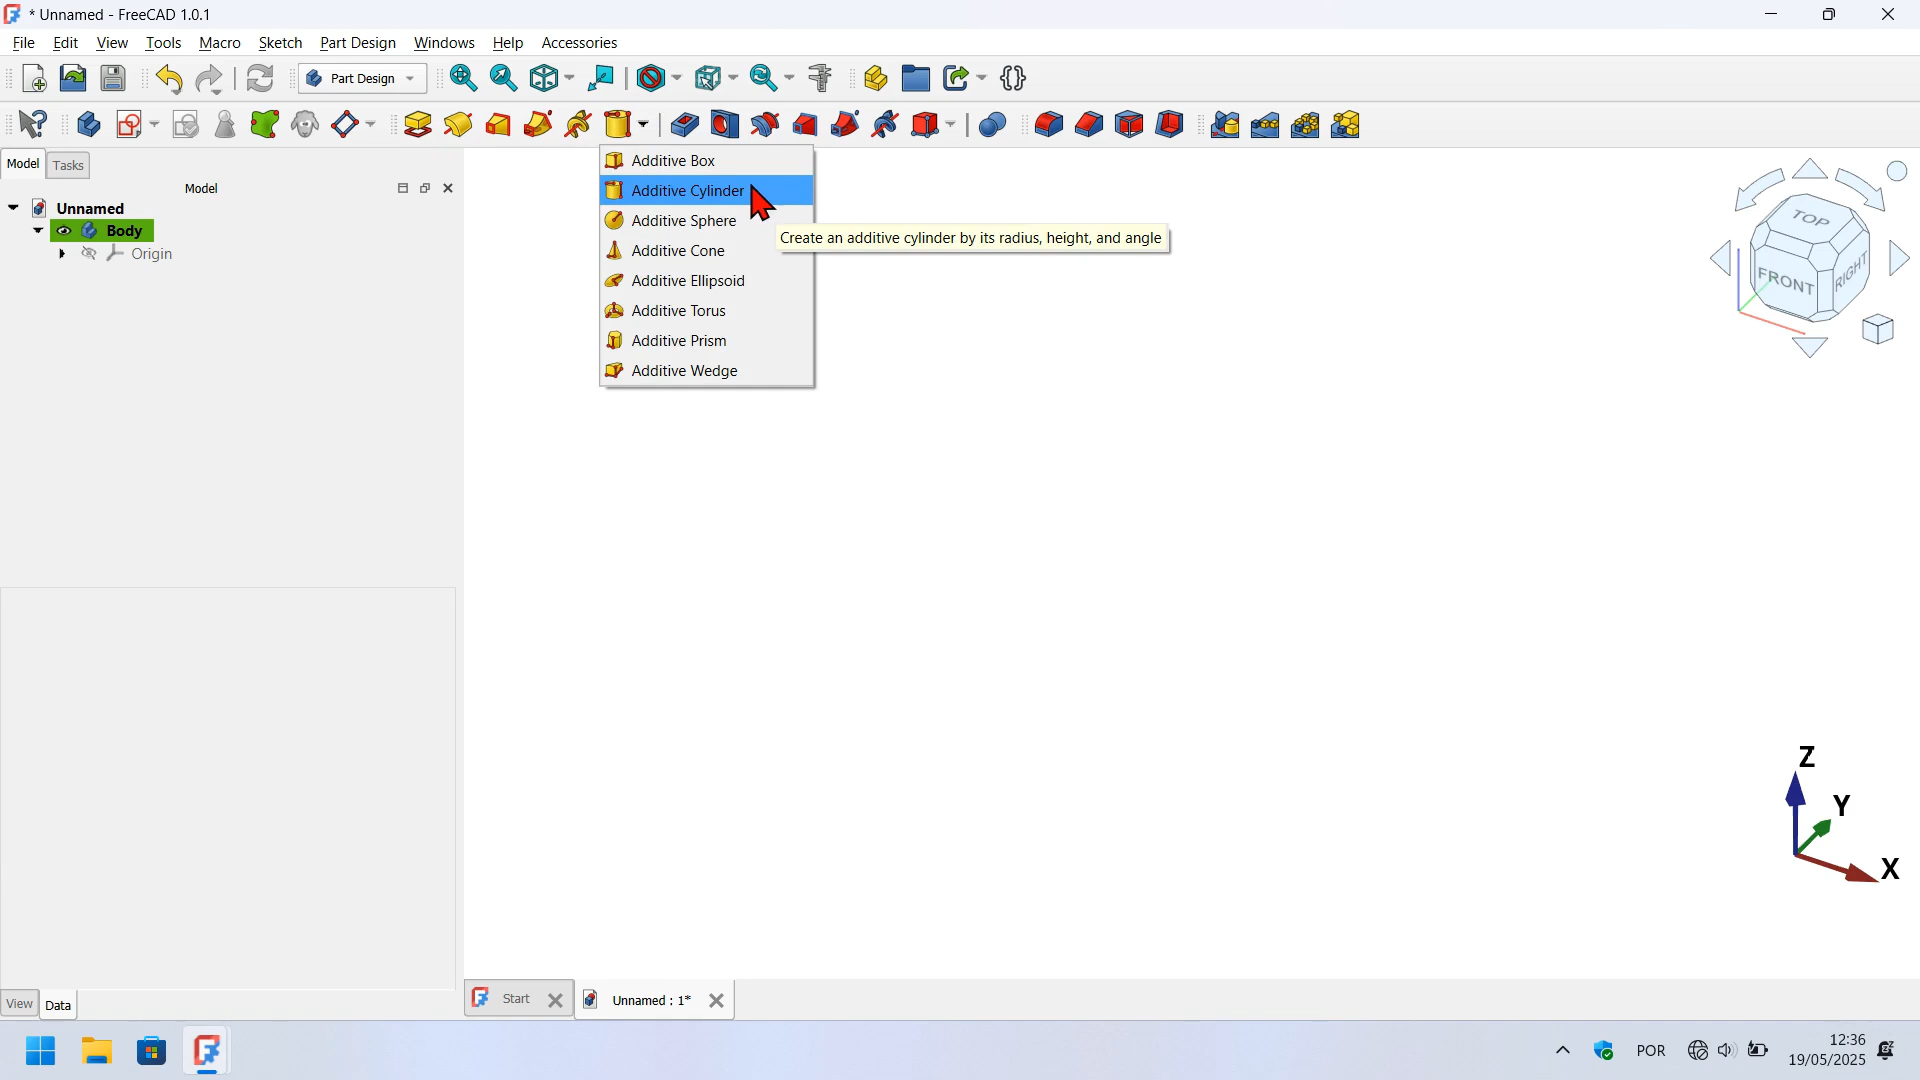 * Unnamed - FreeCAD 1.0.1
File Edit View Tools Macro Sketch Part Design Windows Help Accessories
Part Design
Model Tasks
Model
Unnamed
Body
Origin
Additive Box
Additive Cylinder
Additive Sphere
Additive Cone
Additive Ellipsoid
Additive Torus
Additive Prism
Additive Wedge
Create an additive cylinder by its radius, height, and angle
TOP
FRONT
RIGHT
Z
Y
X
View Data
Start
Unnamed : 1*
POR
12:36
19/05/2025